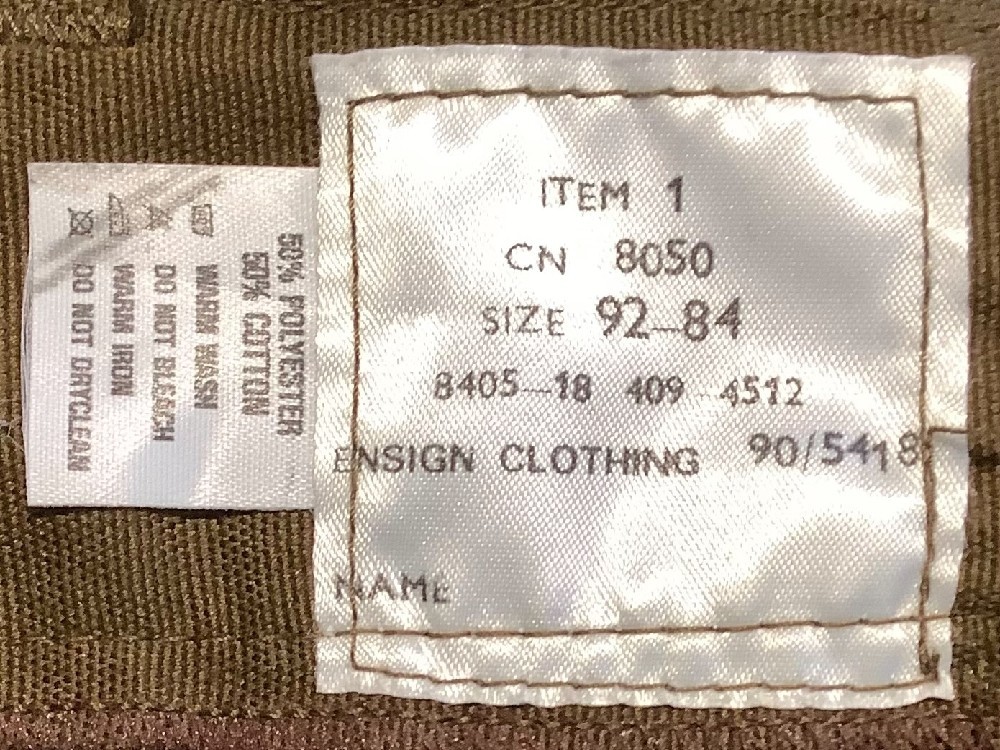 ITEM 1
CN 8050
SIZE 92-84
8405-18 409 4512
ENSIGN CLOTHING 90/5418
NAME
50% POLYESTER
50% COTTON
WARM WASH
DO NOT BLEACH
WARM IRON
DO NOT DRYCLEAN